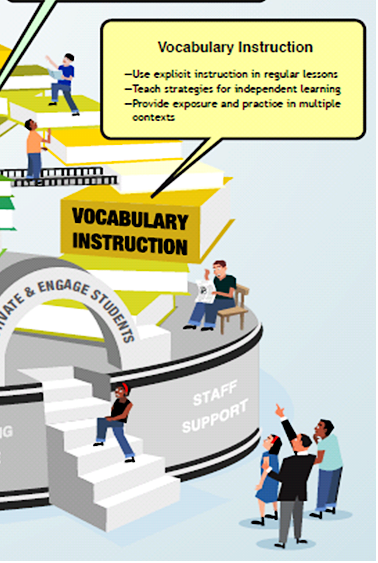 Vocabulary Instruction
—Use explicit instruction in regular lessons
—Teach strategies for independent learning
—Provide exposure and practice in multiple
contexts
VOCABULARY
INSTRUCTION
& ENGAGE STUDENTS
STAFF
SUPPORT